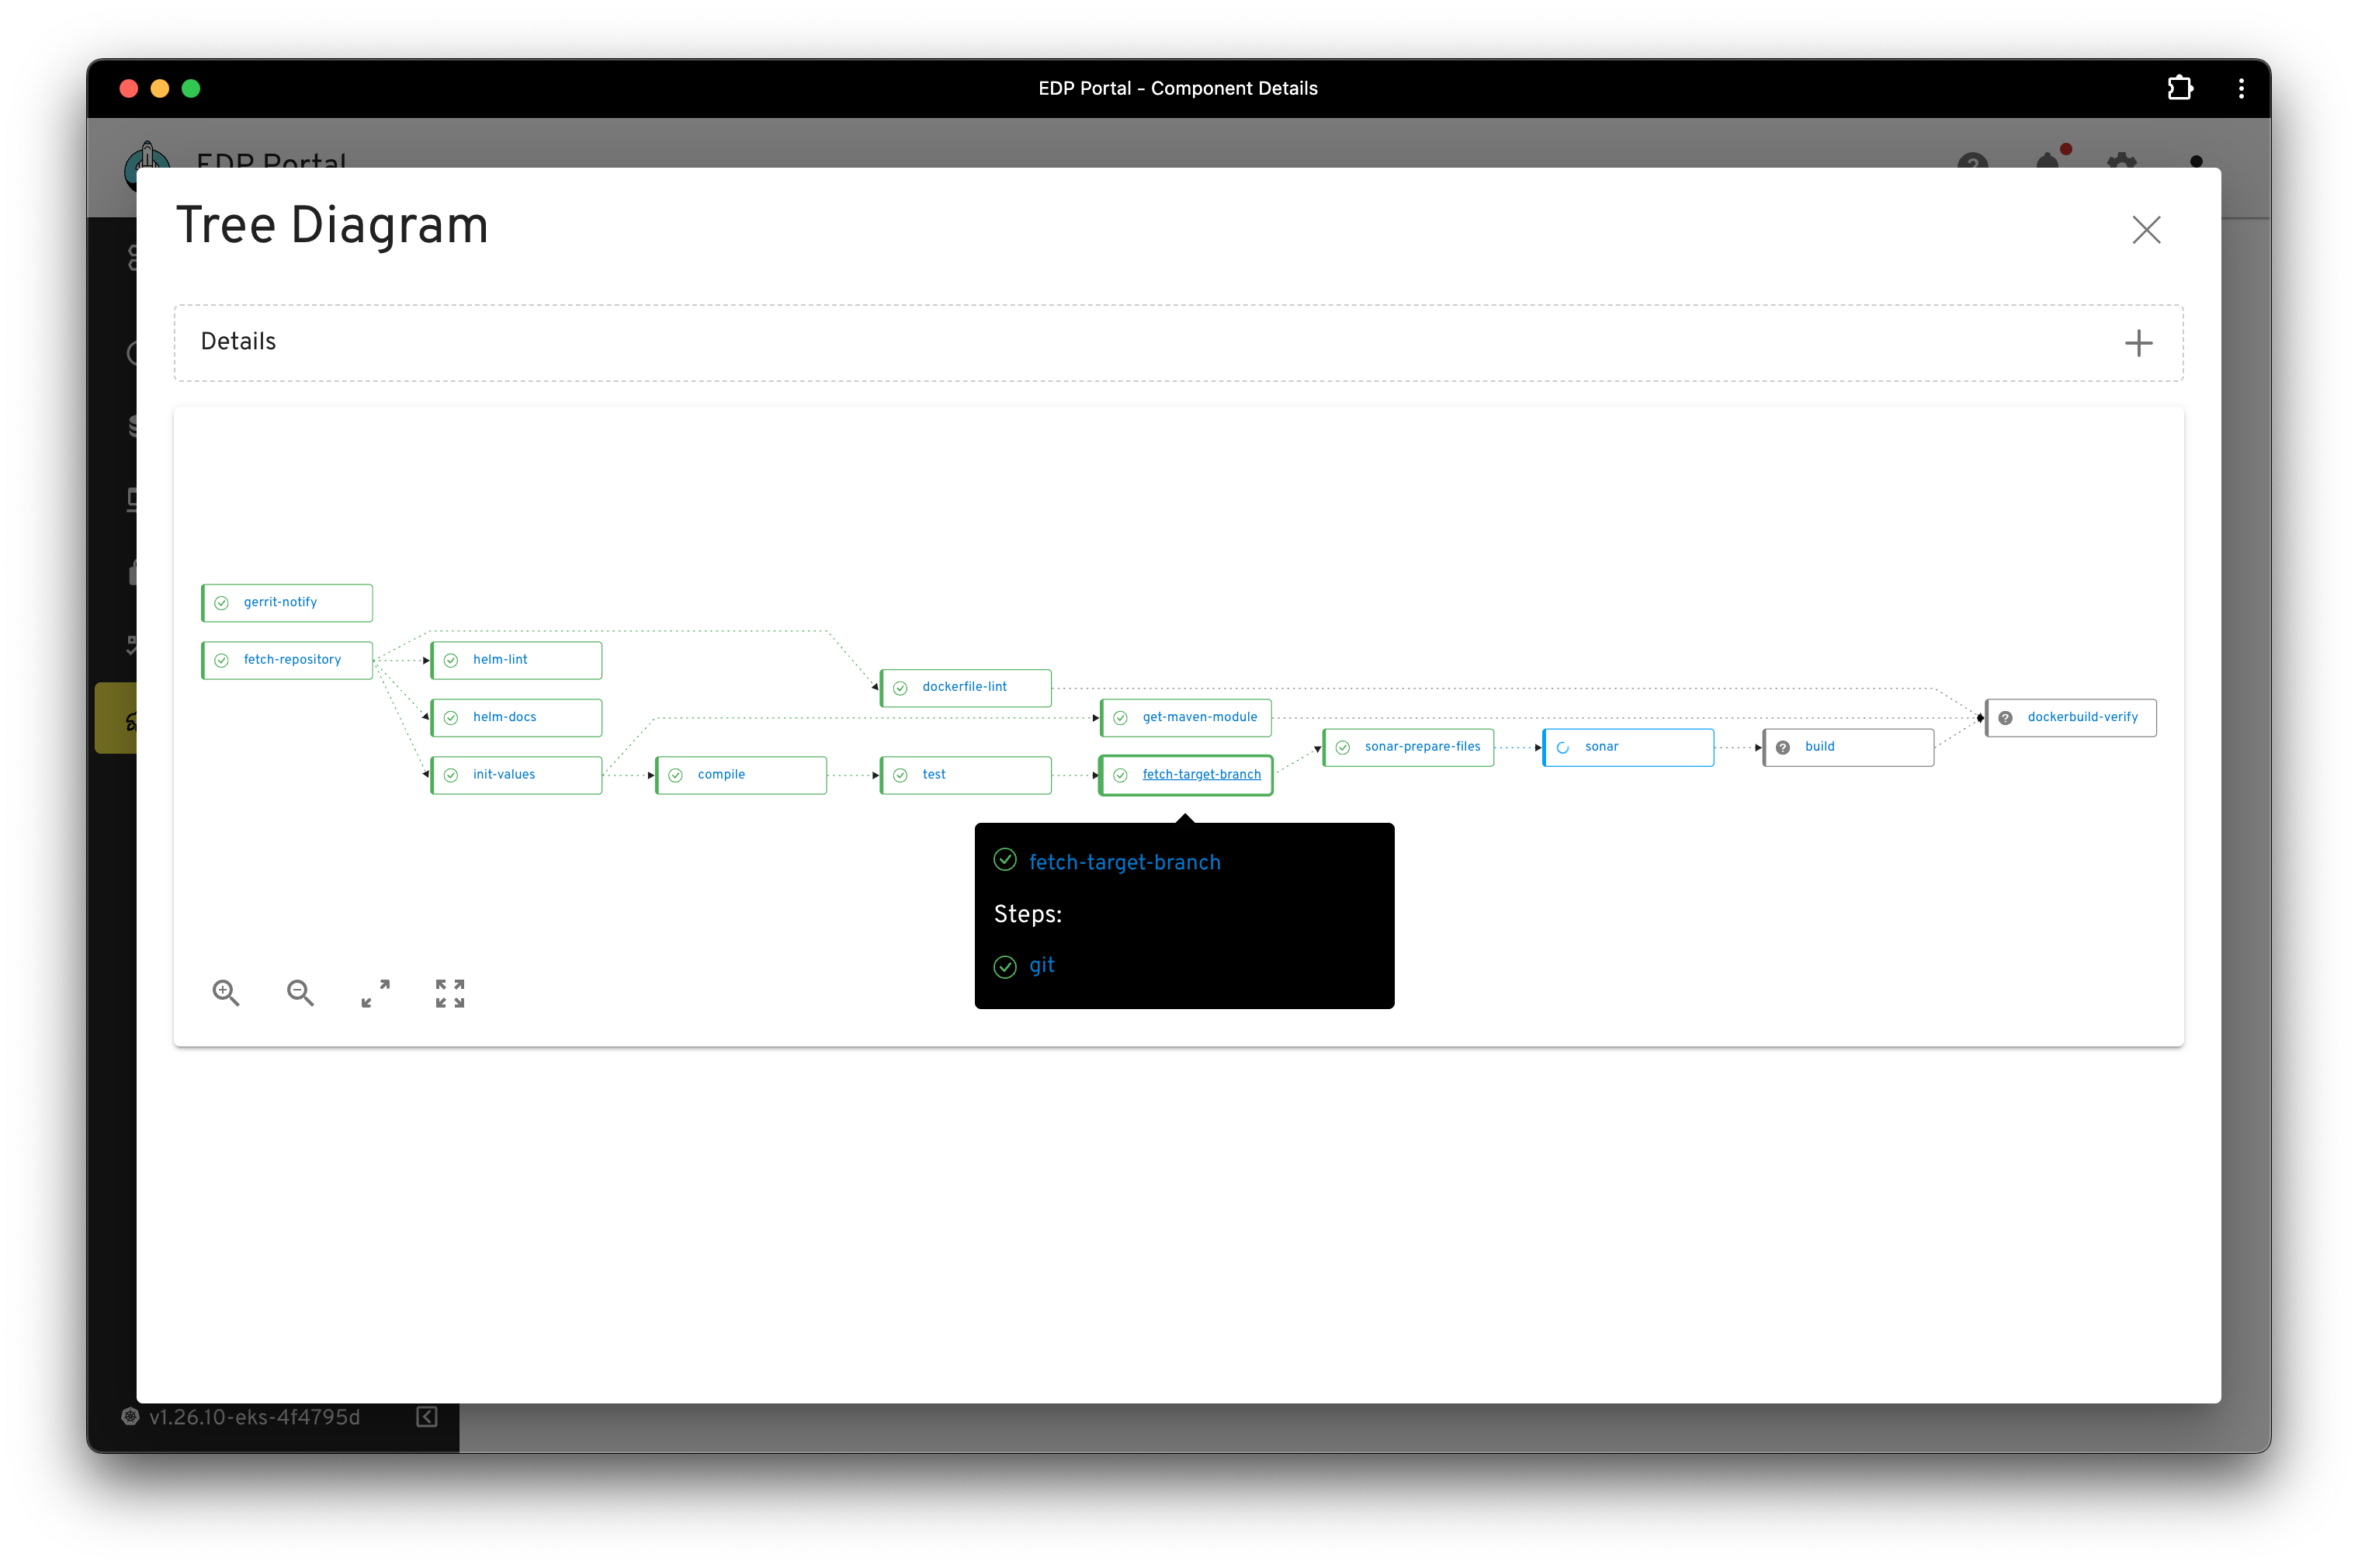 EDP Portal - Component Details
EDP Portal
Tree Diagram
Details
gerrit-notify
fetch-repository
helm-lint
dockerfile-lint
helm-docs
get-maven-module
dockerbuild-verify
sonar-prepare-files
sonar
build
init-values
compile
test
fetch-target-branch
fetch-target-branch
Steps:
git
v1.26.10-eks-4f4795d